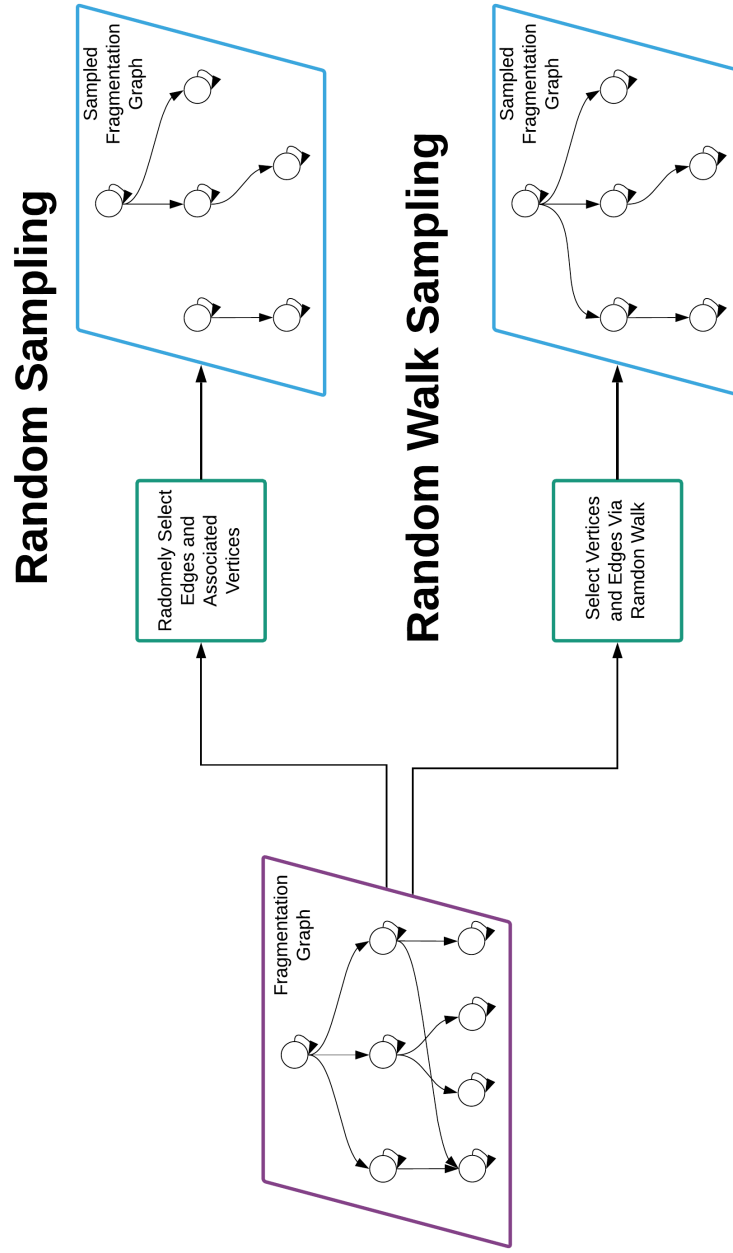 Random Sampling
Fragmentation
Graph
Radomely Select
Edges and
Associated
Vertices
Sampled
Fragmentation
Graph
Random Walk Sampling
Select Vertices
and Edges Via
Ramdon Walk
Sampled
Fragmentation
Graph